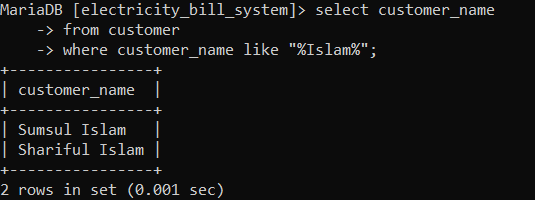 MariaDB [electricity_bill_system]> select customer_name
    -> from customer
    -> where customer_name like "%Islam%";
+----------------+
| customer_name  |
+----------------+
| Sumsul Islam   |
| Shariful Islam |
+----------------+
2 rows in set (0.001 sec)